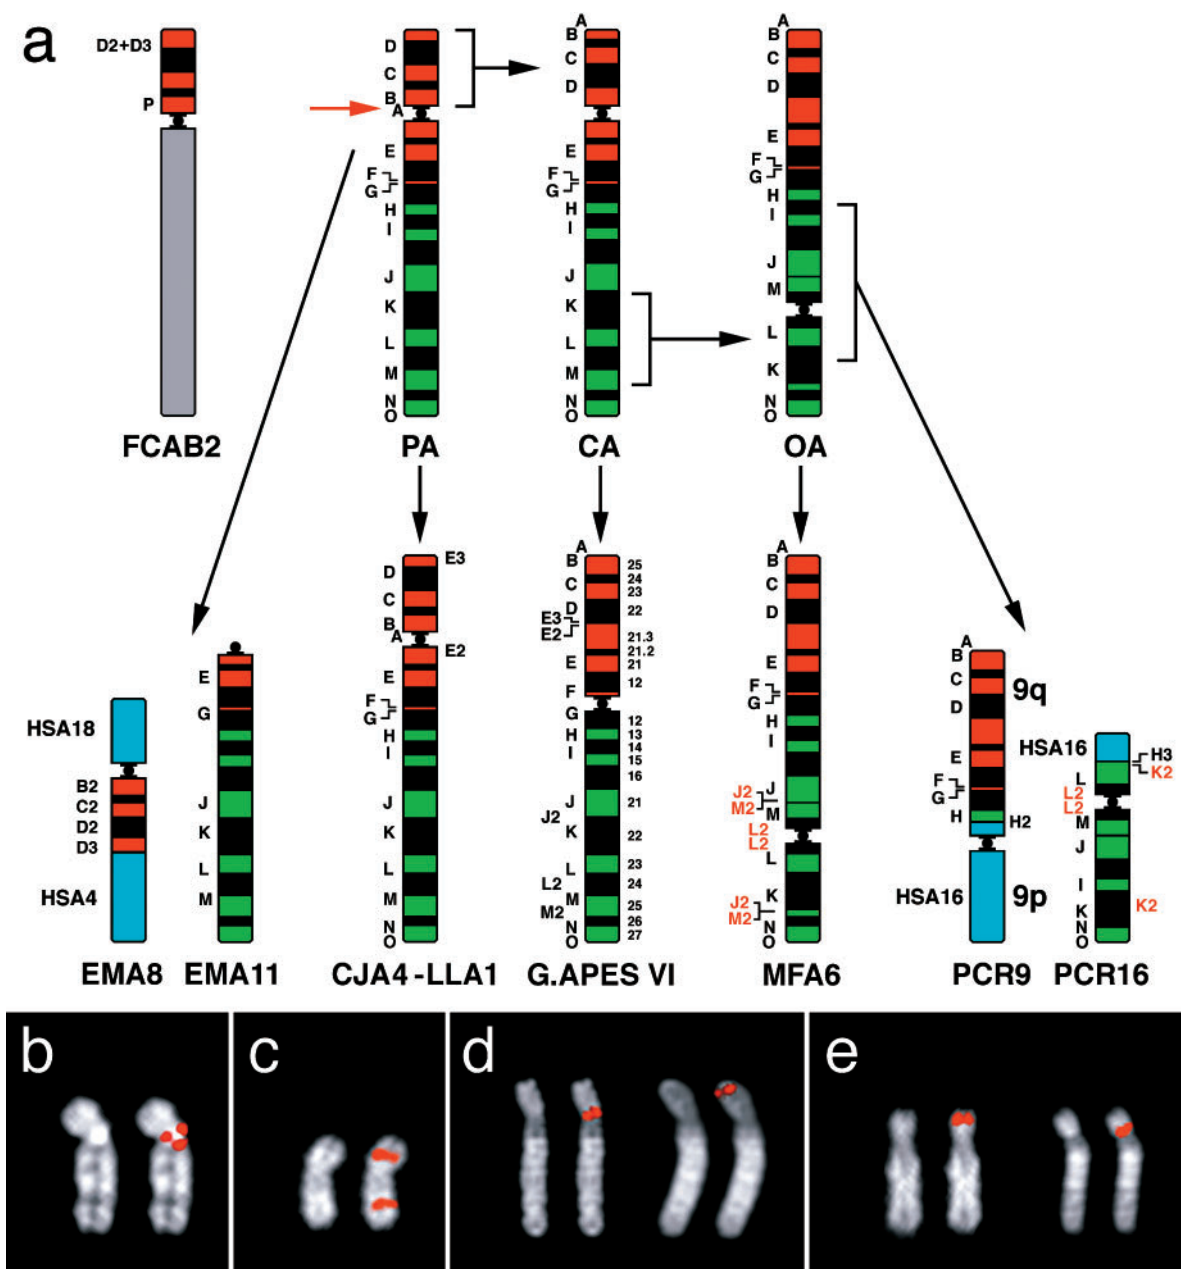 a
D2+D3
P
FCAB2
D
C
B
A
E
F
G
H
I
J
K
L
M
N
O
PA
A
B
C
D
E
F
G
H
I
J
K
L
M
N
O
CA
A
B
C
D
E
F
G
H
I
J
M
L
K
N
O
OA
HSA18
B2
C2
D2
D3
HSA4
EMA8
E
G
J
K
L
M
EMA11
E3
D
C
B
A
E2
E
F
G
H
I
J
K
L
M
N
O
CJA4-LLA1
A
B
C
D
E3
E2
E
F
G
H
I
J
J2
K
L
L2
M
M2
N
O
25
24
23
22
21.3
21.2
21
12
12
13
14
15
16
21
22
23
24
25
26
27
G.APES VI
A
B
C
D
E
F
G
H
I
J2
J
M2
M
L2
L2
L
K
J2
M2
N
O
MFA6
A
B
C
9q
D
E
F
G
H
H2
HSA16
9p
PCR9
HSA16
H3
K2
L
L2
L2
M
J
I
K
K2
N
O
PCR16
b
c
d
e